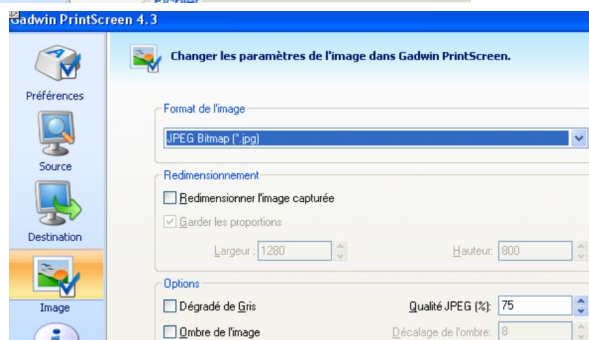 Gadwin PrintScreen 4.3
Changer les paramètres de l'image dans Gadwin PrintScreen.
Préférences
Source
Destination
Image
Format de l'image
JPEG Bitmap (*.jpg)
Redimensionnement
Redimensionner l'image capturée
Garder les proportions
Largeur : 1280 Hauteur: 800
Options
Dégradé de Gris Qualité JPEG (%): 75
Ombre de l'image Décalage de l'ombre: 8